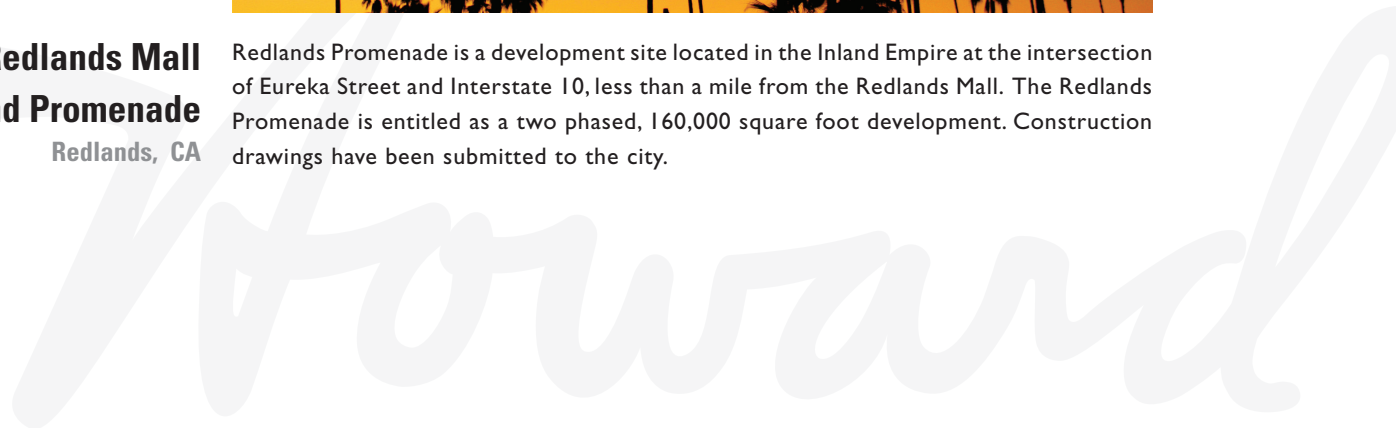 Redlands Mall
nd Promenade
Redlands, CA
Redlands Promenade is a development site located in the Inland Empire at the intersection
of Eureka Street and Interstate 10, less than a mile from the Redlands Mall. The Redlands
Promenade is entitled as a two phased, 160,000 square foot development. Construction
drawings have been submitted to the city.
Howard